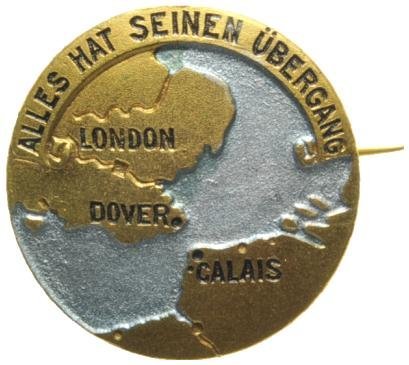 ALLES HAT SEINEN ÜBERGANG
LONDON
DOVER
CALAIS